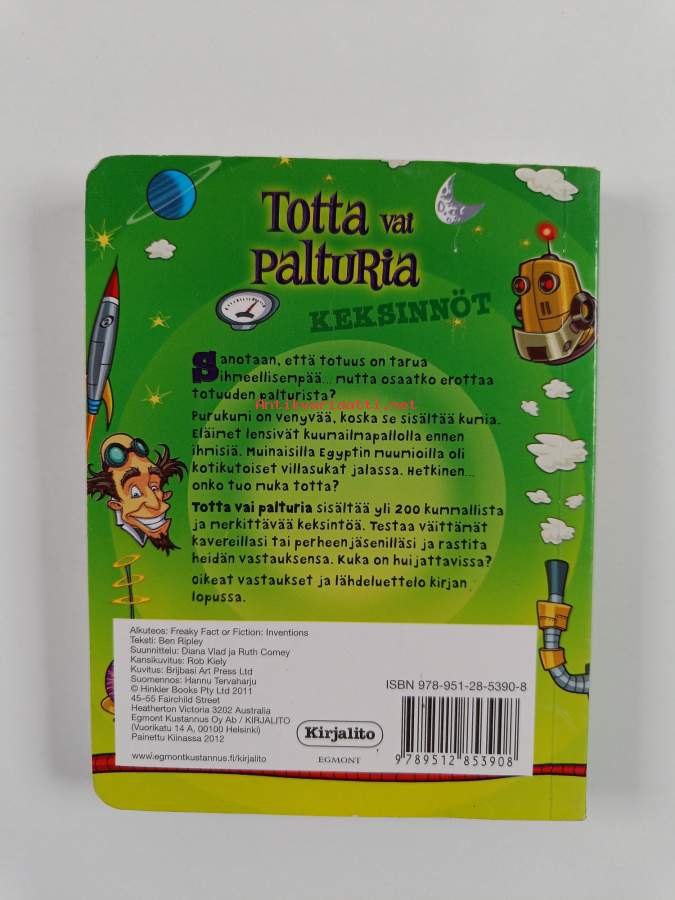 Totta vai
Palturia
KEKSINNÖT
Sanotaan, että totuus on tarua
ihmeellisempää... mutta osaatko erottaa
totuuden palturista?
Antikvariaatti.net
Purukumi on venyvää, koska se sisältää kumia.
Eläimet lensivät kuumailmapallolla ennen
ihmisiä. Muinaisilla Egyptin muumioilla oli
kotikutoiset villasukat jalassa. Hetkinen...
onko tuo muka totta?
Totta vai palturia sisältää yli 200 kummallista
ja merkittävää keksintöä. Testaa väittämät
kavereillasi tai perheenjäsenilläsi ja rastita
heidän vastauksensa. Kuka on huijattavissa?
Oikeat vastaukset ja lähdeluettelo kirjan
lopussa.
Alkuteos: Freaky Fact or Fiction: Inventions
Teksti: Ben Ripley
Suunnittelu: Diana Vlad ja Ruth Comey
Kansikuvitus: Rob Kiely
Kuvitus: Brijbasi Art Press Ltd
Suomennos: Hannu Tervaharju
© Hinkler Books Pty Ltd 2011
45–55 Fairchild Street
Heatherton Victoria 3202 Australia
Egmont Kustannus Oy Ab / KIRJALITO
(Vuorikatu 14 A, 00100 Helsinki)
Painettu Kiinassa 2012
www.egmontkustannus.fi/kirjalito
Kirjalito
EGMONT
ISBN 978-951-28-5390-8
9 789512 853908